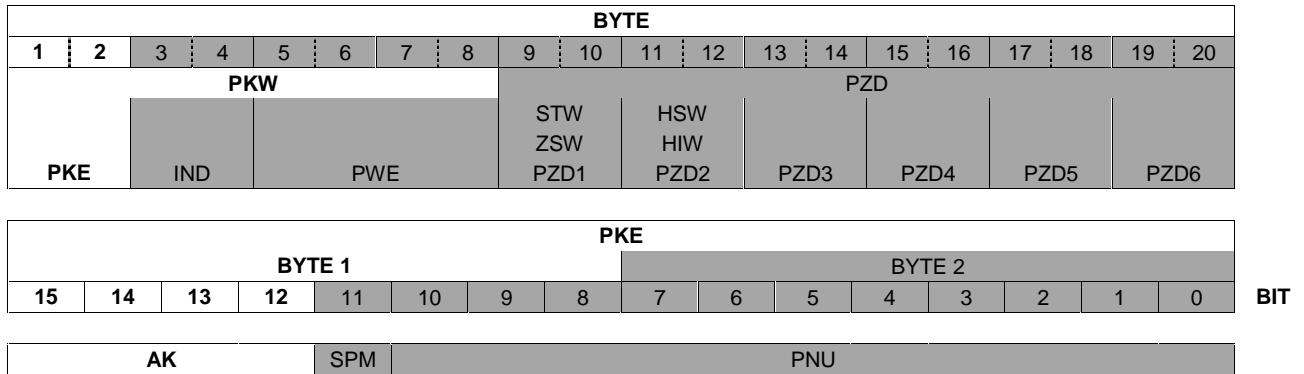 BYTE
1 2 3 4 5 6 7 8 9 10 11 12 13 14 15 16 17 18 19 20
PKW PZD
STW HSW
ZSW HIW
PKE IND PWE PZD1 PZD2 PZD3 PZD4 PZD5 PZD6
PKE
BYTE 1 BYTE 2
15 14 13 12 11 10 9 8 7 6 5 4 3 2 1 0 BIT
AK SPM PNU